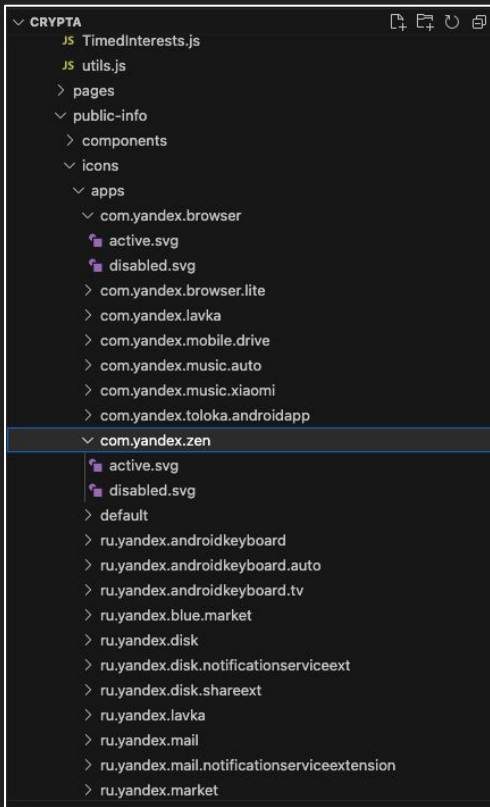 CRYPTA
JS TimedInterests.js
JS utils.js
pages
public-info
components
icons
apps
com.yandex.browser
active.svg
disabled.svg
com.yandex.browser.lite
com.yandex.lavka
com.yandex.mobile.drive
com.yandex.music.auto
com.yandex.music.xiaomi
com.yandex.toloka.androidapp
com.yandex.zen
active.svg
disabled.svg
default
ru.yandex.androidkeyboard
ru.yandex.androidkeyboard.auto
ru.yandex.androidkeyboard.tv
ru.yandex.blue.market
ru.yandex.disk
ru.yandex.disk.notificationserviceext
ru.yandex.disk.shareext
ru.yandex.lavka
ru.yandex.mail
ru.yandex.mail.notificationserviceextension
ru.yandex.market